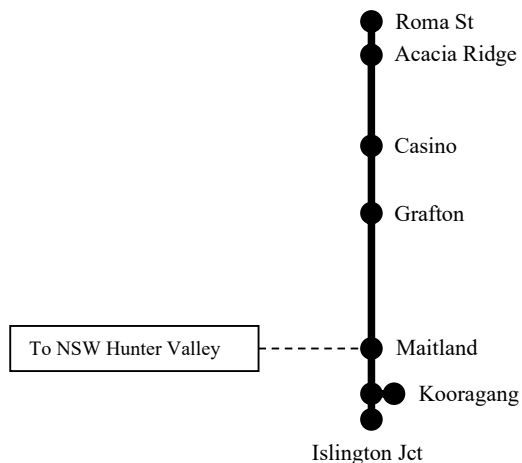 Roma St
Acacia Ridge
Casino
Grafton
To NSW Hunter Valley
Maitland
Kooragang
Islington Jct